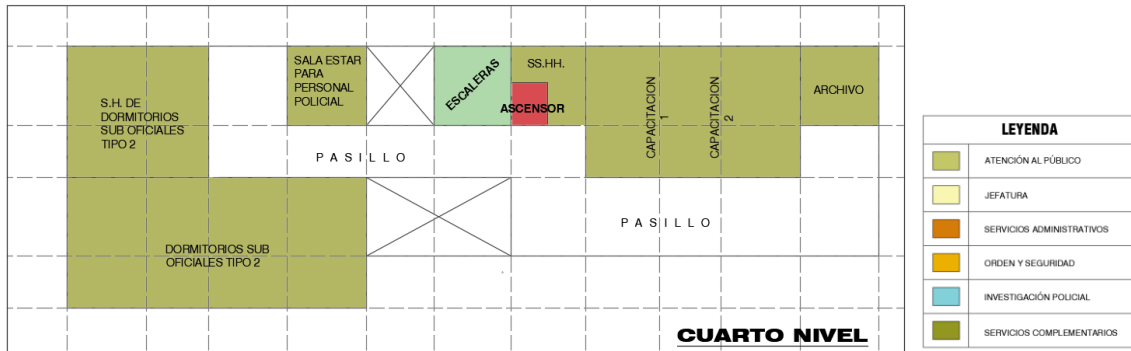 S.H. DE
DORMITORIOS
SUB OFICIALES
TIPO 2
SALA ESTAR
PARA
PERSONAL
POLICIAL
ESCALERAS
SS.HH.
ASCENSOR
CAPACITACION
1
CAPACITACION
2
ARCHIVO
PASILLO
PASILLO
DORMITORIOS SUB
OFICIALES TIPO 2
CUARTO NIVEL
LEYENDA
ATENCIÓN AL PÚBLICO
JEFATURA
SERVICIOS ADMINISTRATIVOS
ORDEN Y SEGURIDAD
INVESTIGACIÓN POLICIAL
SERVICIOS COMPLEMENTARIOS